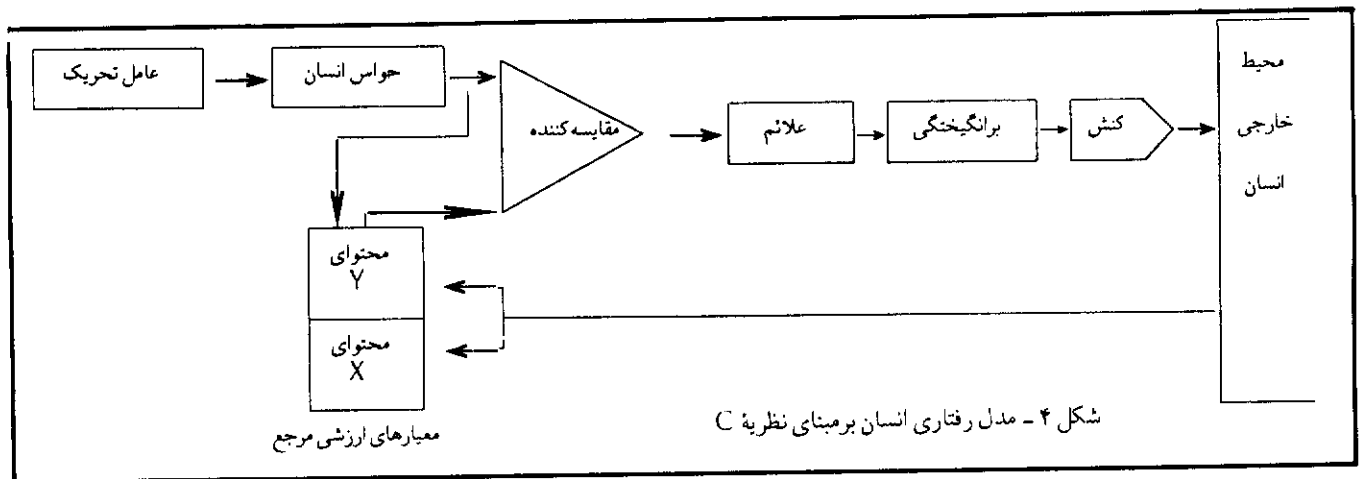 عامل تحریک
حواس انسان
مقایسه‌کننده
علائم
برانگیختگی
کنش
محیط
خارجی
انسان
محتوای
Y
محتوای
X
معیارهای ارزشی مرجع
شکل ۴ ـ مدل رفتاری انسان برمبنای نظریهٔ C